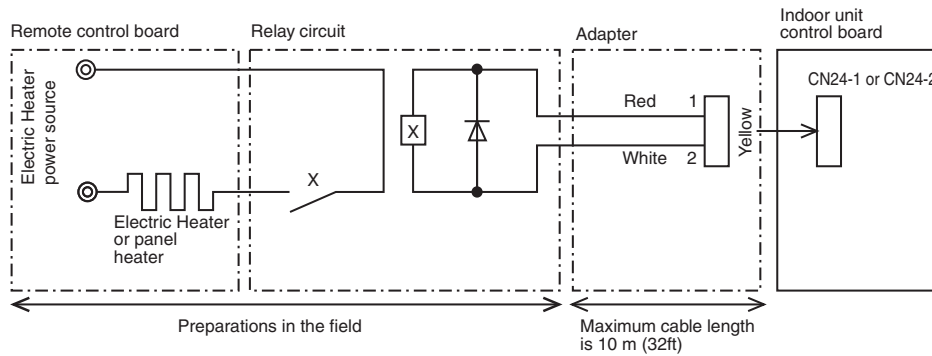 Remote control board
Relay circuit
Adapter
Indoor unit
control board
Electric Heater
power source
X
Electric Heater
or panel
heater
X
Red 1
White 2
Yellow
CN24-1 or CN24-2
Preparations in the field
Maximum cable length
is 10 m (32ft)